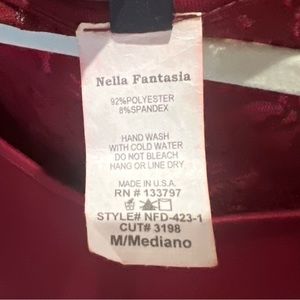 Nella Fantasia
92%POLYESTER
8%SPANDEX
HAND WASH
WITH COLD WATER
DO NOT BLEACH
HANG OR LINE DRY
MADE IN U.S.A.
RN # 133797
STYLE# NFD-423-1
CUT# 3198
M/Mediano